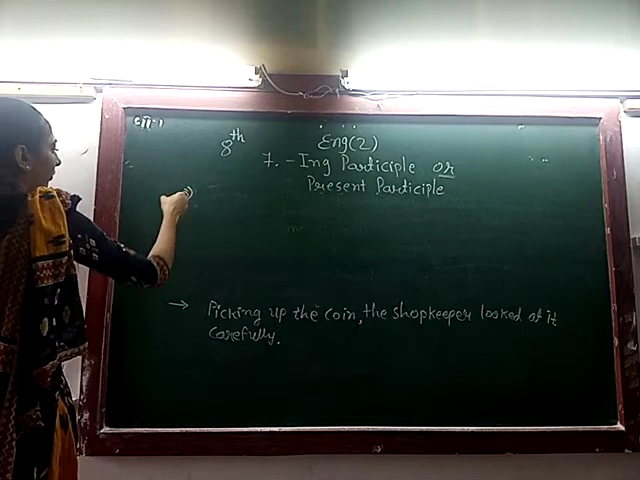 8th
Eng(2)
7. -Ing Participle or
Present Participle
→ Picking up the coin, the shopkeeper looked at it
carefully.